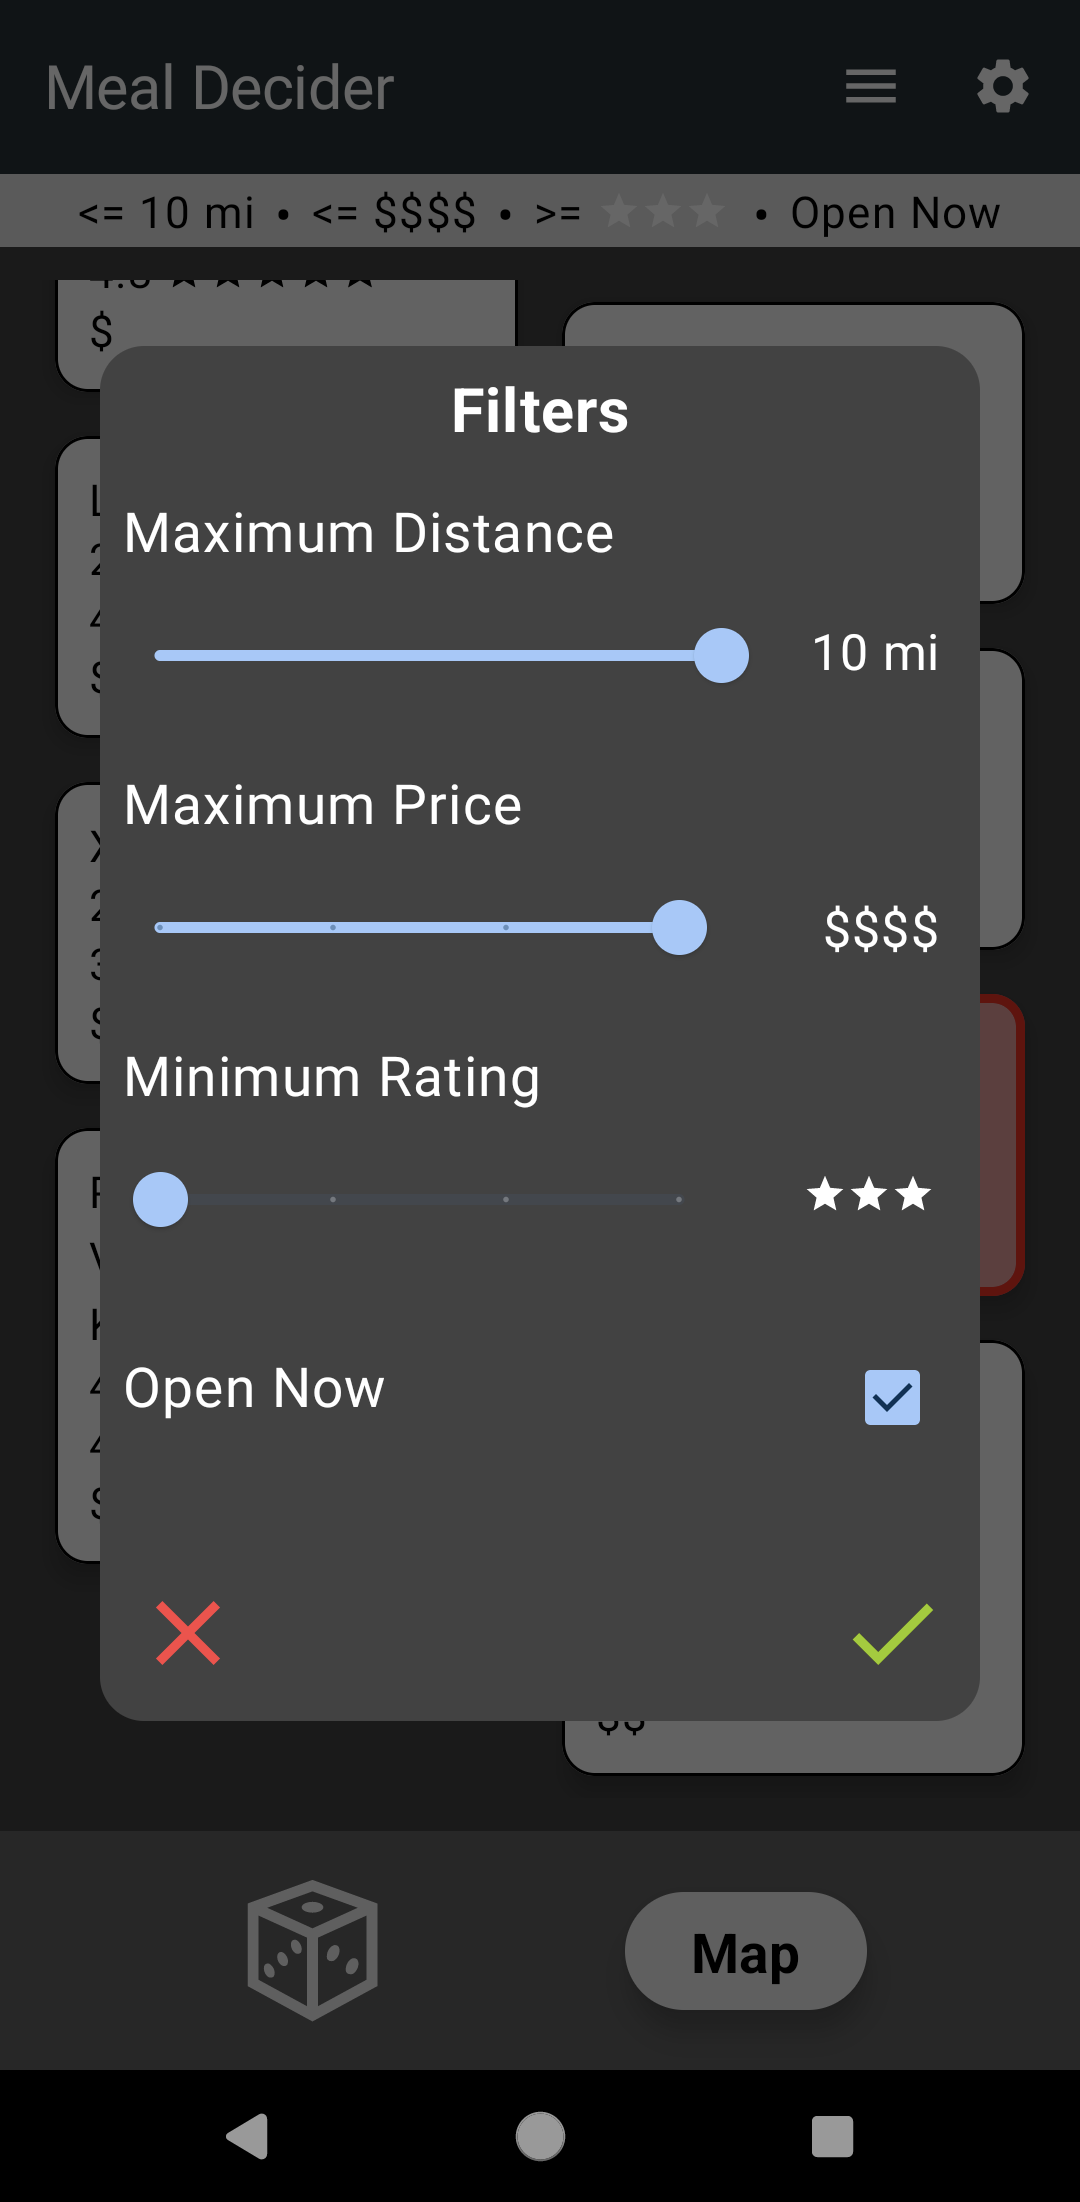 Meal Decider
<= 10 mi • <= $$$$ • >= ★★★ • Open Now
$
Filters
Maximum Distance
10 mi
Maximum Price
$$$$
Minimum Rating
★★★
Open Now
$$
Map